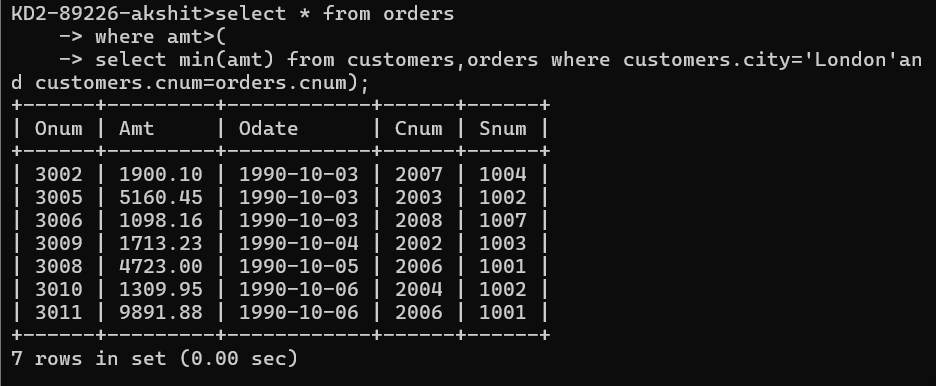 KD2-89226-akshit>select * from orders
    -> where amt>(
    -> select min(amt) from customers,orders where customers.city='London'an
d customers.cnum=orders.cnum);
+------+---------+------------+------+------+
| Onum | Amt     | Odate      | Cnum | Snum |
+------+---------+------------+------+------+
| 3002 | 1900.10 | 1990-10-03 | 2007 | 1004 |
| 3005 | 5160.45 | 1990-10-03 | 2003 | 1002 |
| 3006 | 1098.16 | 1990-10-03 | 2008 | 1007 |
| 3009 | 1713.23 | 1990-10-04 | 2002 | 1003 |
| 3008 | 4723.00 | 1990-10-05 | 2006 | 1001 |
| 3010 | 1309.95 | 1990-10-06 | 2004 | 1002 |
| 3011 | 9891.88 | 1990-10-06 | 2006 | 1001 |
+------+---------+------------+------+------+
7 rows in set (0.00 sec)